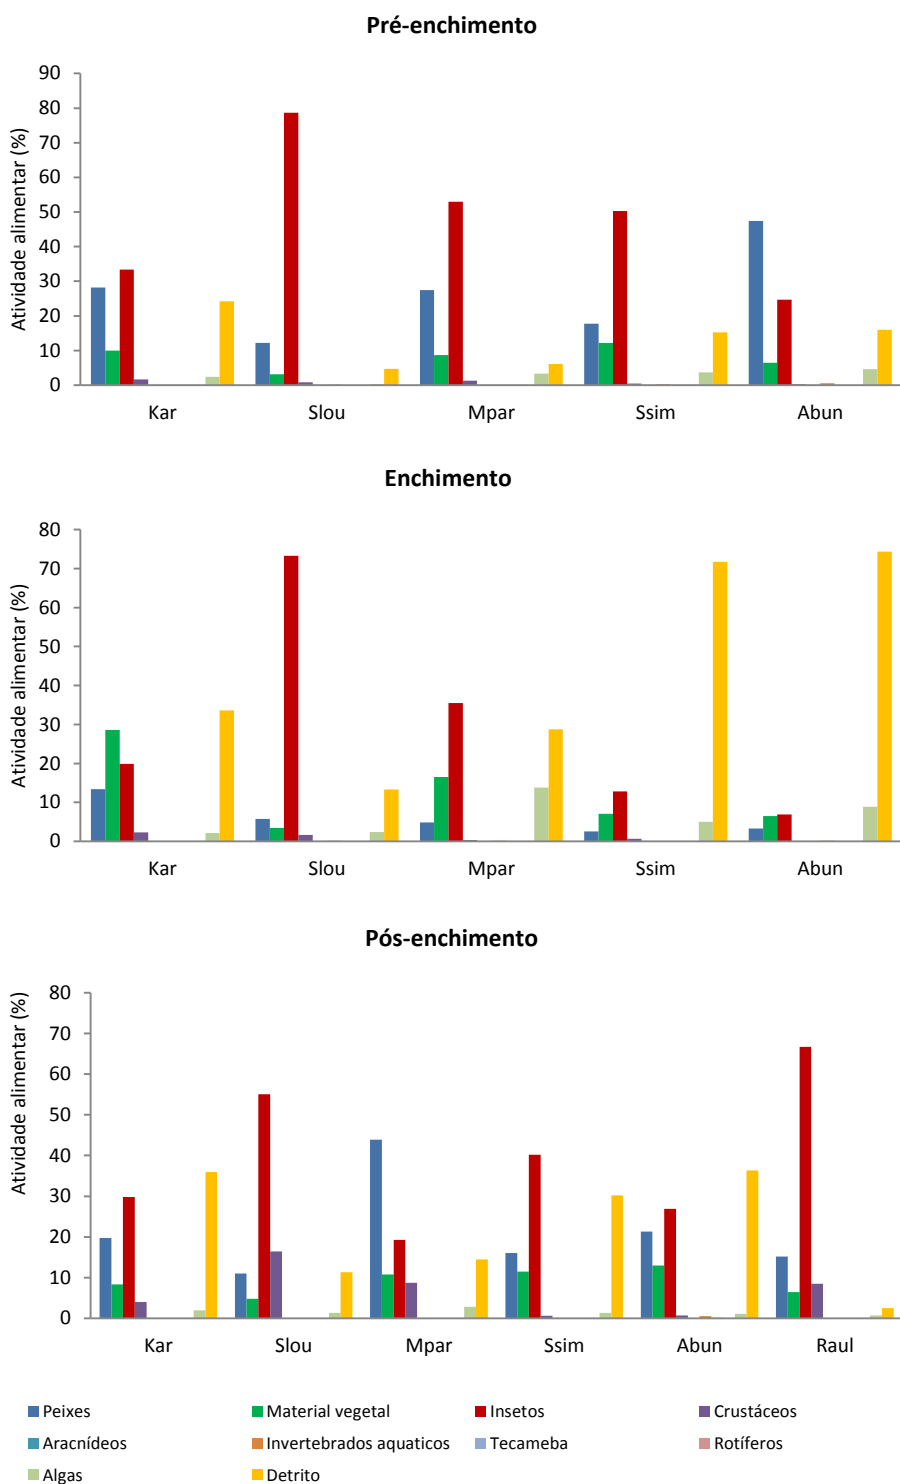 Pré-enchimento
Atividade alimentar (%)
90
80
70
60
50
40
30
20
10
0
Kar Slou Mpar Ssim Abun
Enchimento
Atividade alimentar (%)
80
70
60
50
40
30
20
10
0
Kar Slou Mpar Ssim Abun
Pós-enchimento
Atividade alimentar (%)
80
70
60
50
40
30
20
10
0
Kar Slou Mpar Ssim Abun Raul
Peixes Material vegetal Insetos Crustáceos
Aracnídeos Invertebrados aquaticos Tecameba Rotíferos
Algas Detrito